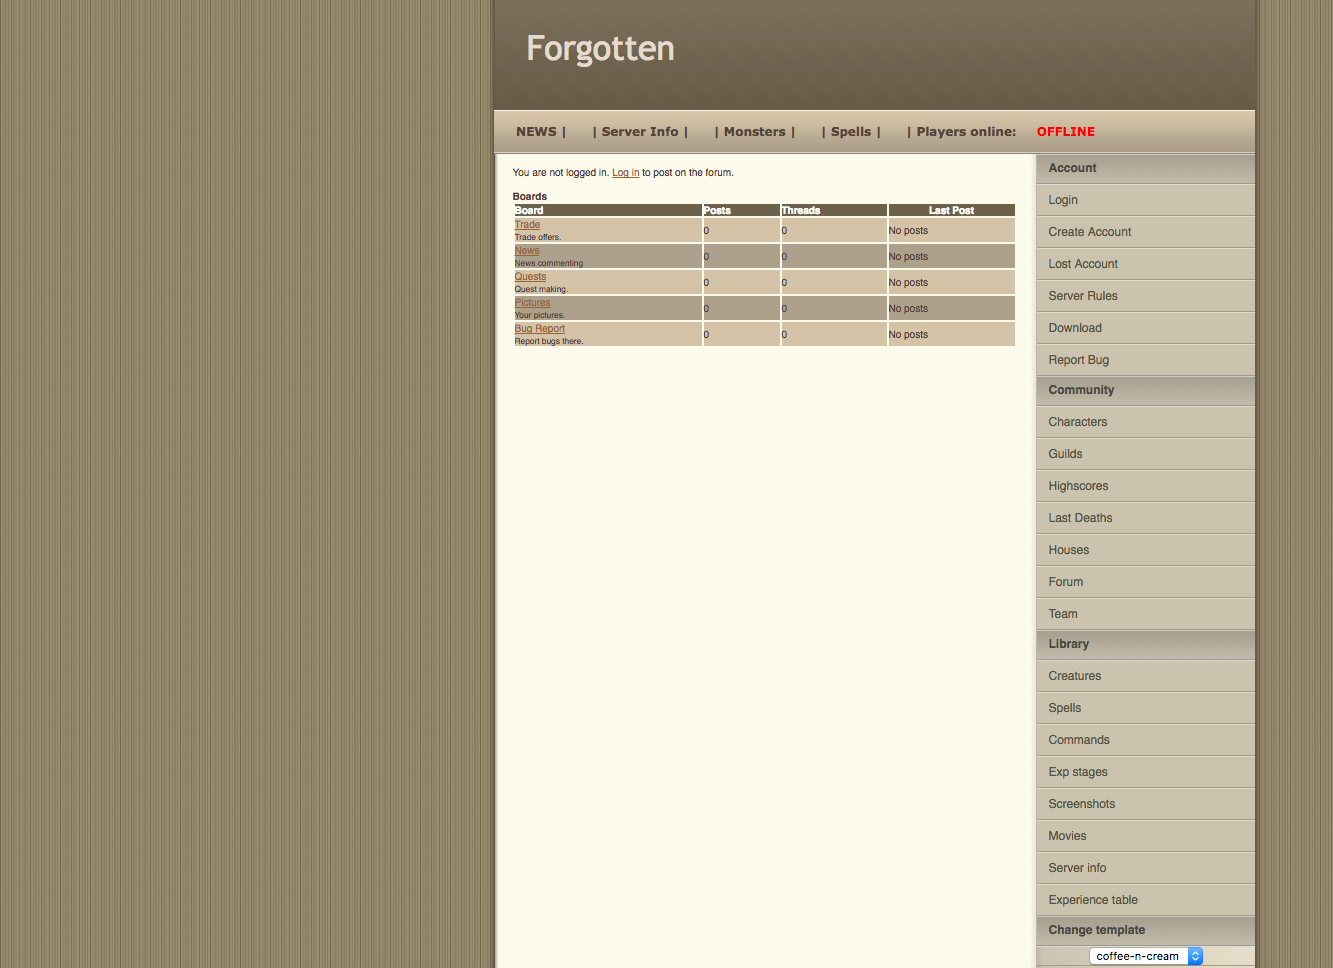 Forgotten
NEWS | | Server Info | | Monsters | | Spells | | Players online: OFFLINE
You are not logged in. Log in to post on the forum.
Boards
Board Posts Threads Last Post
Trade
Trade offers.
0 0 No posts
News
News commenting
0 0 No posts
Quests
Quest making.
0 0 No posts
Pictures
Your pictures.
0 0 No posts
Bug Report
Report bugs there.
0 0 No posts
Account
Login
Create Account
Lost Account
Server Rules
Download
Report Bug
Community
Characters
Guilds
Highscores
Last Deaths
Houses
Forum
Team
Library
Creatures
Spells
Commands
Exp stages
Screenshots
Movies
Server info
Experience table
Change template
coffee-n-cream